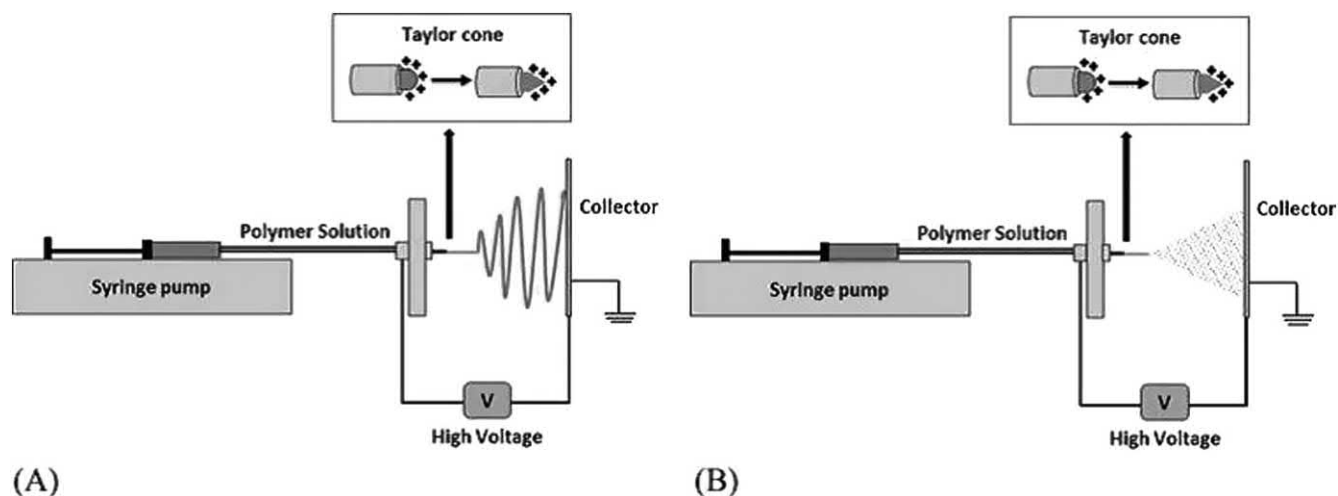 Taylor cone
Collector
Polymer Solution
Syringe pump
V
High Voltage
(A)
Taylor cone
Collector
Polymer Solution
Syringe pump
V
High Voltage
(B)